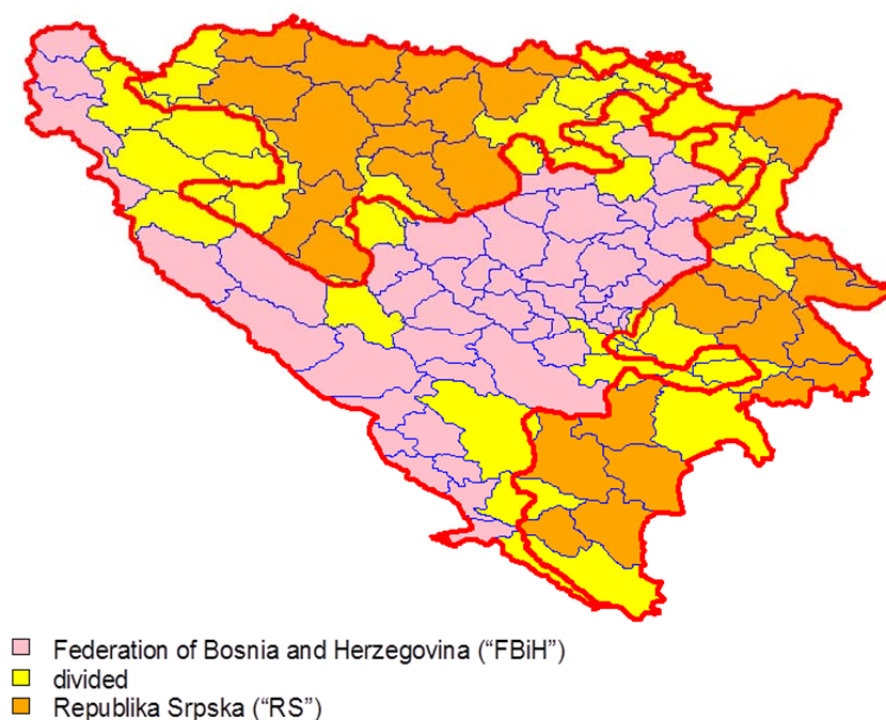 Federation of Bosnia and Herzegovina (“FBiH”)
divided
Republika Srpska (“RS”)